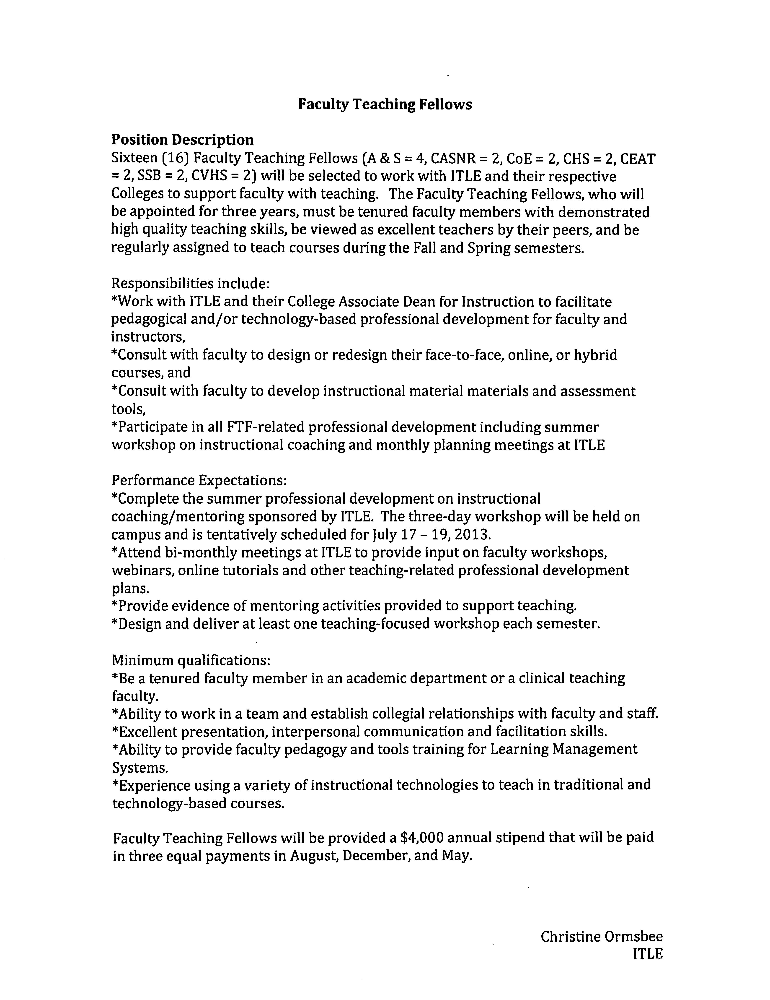 Faculty Teaching Fellows
Position Description
Sixteen (16) Faculty Teaching Fellows (A & S = 4, CASNR = 2, CoE = 2, CHS = 2, CEAT
= 2, SSB = 2, CVHS = 2) will be selected to work with ITLE and their respective
Colleges to support faculty with teaching. The Faculty Teaching Fellows, who will
be appointed for three years, must be tenured faculty members with demonstrated
high quality teaching skills, be viewed as excellent teachers by their peers, and be
regularly assigned to teach courses during the Fall and Spring semesters.
Responsibilities include:
*Work with ITLE and their College Associate Dean for Instruction to facilitate
pedagogical and/or technology-based professional development for faculty and
instructors,
*Consult with faculty to design or redesign their face-to-face, online, or hybrid
courses, and
*Consult with faculty to develop instructional material materials and assessment
tools,
*Participate in all FTF-related professional development including summer
workshop on instructional coaching and monthly planning meetings at ITLE
Performance Expectations:
*Complete the summer professional development on instructional
coaching/mentoring sponsored by ITLE. The three-day workshop will be held on
campus and is tentatively scheduled for July 17 – 19, 2013.
*Attend bi-monthly meetings at ITLE to provide input on faculty workshops,
webinars, online tutorials and other teaching-related professional development
plans.
*Provide evidence of mentoring activities provided to support teaching.
*Design and deliver at least one teaching-focused workshop each semester.
Minimum qualifications:
*Be a tenured faculty member in an academic department or a clinical teaching
faculty.
*Ability to work in a team and establish collegial relationships with faculty and staff.
*Excellent presentation, interpersonal communication and facilitation skills.
*Ability to provide faculty pedagogy and tools training for Learning Management
Systems.
*Experience using a variety of instructional technologies to teach in traditional and
technology-based courses.
Faculty Teaching Fellows will be provided a $4,000 annual stipend that will be paid
in three equal payments in August, December, and May.
Christine Ormsbee
ITLE